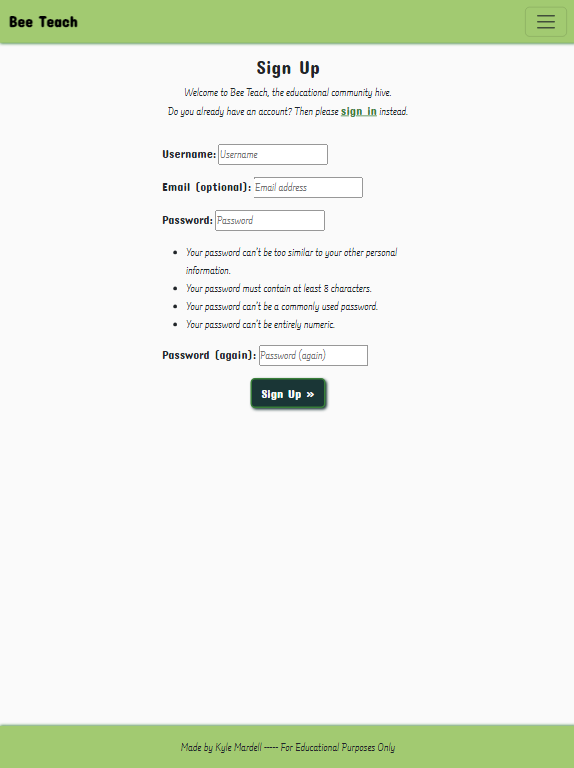 Bee Teach
Sign Up
Welcome to Bee Teach, the educational community hive.
Do you already have an account? Then please sign in instead.
Username: Username
Email (optional): Email address
Password: Password
• Your password can't be too similar to your other personal
information.
• Your password must contain at least 8 characters.
• Your password can't be a commonly used password.
• Your password can't be entirely numeric.
Password (again): Password (again)
Sign Up »
Made by Kyle Mardell ----- For Educational Purposes Only